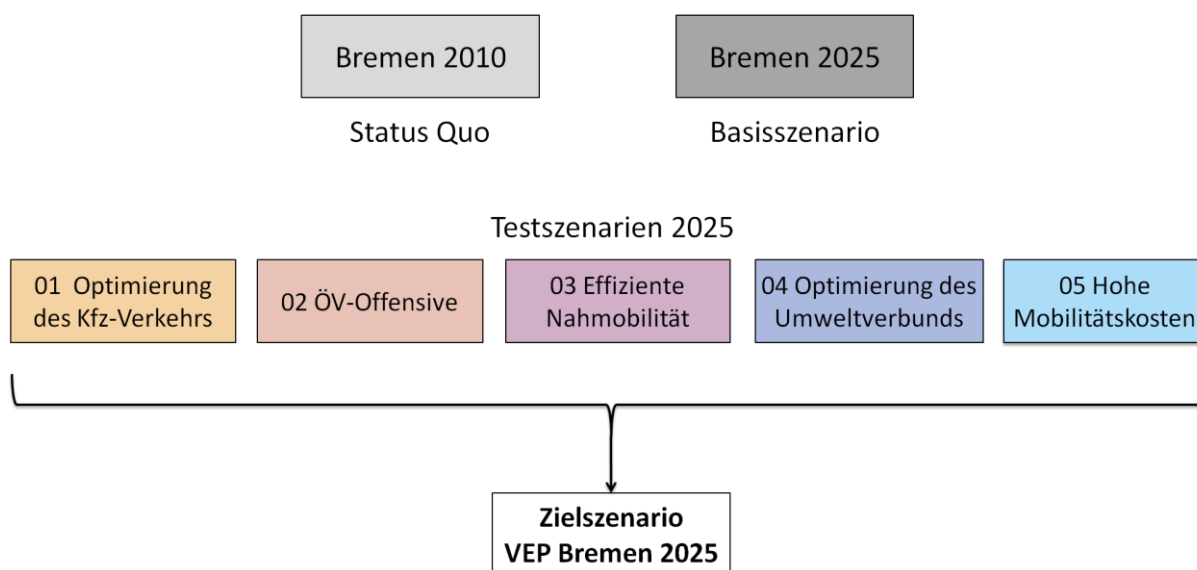 Bremen 2010
Bremen 2025
Status Quo
Basisszenario
Testszenarien 2025
01 Optimierung
des Kfz-Verkehrs
02 ÖV-Offensive
03 Effiziente
Nahmobilität
04 Optimierung des
Umweltverbunds
05 Hohe
Mobilitätskosten
Zielszenario
VEP Bremen 2025